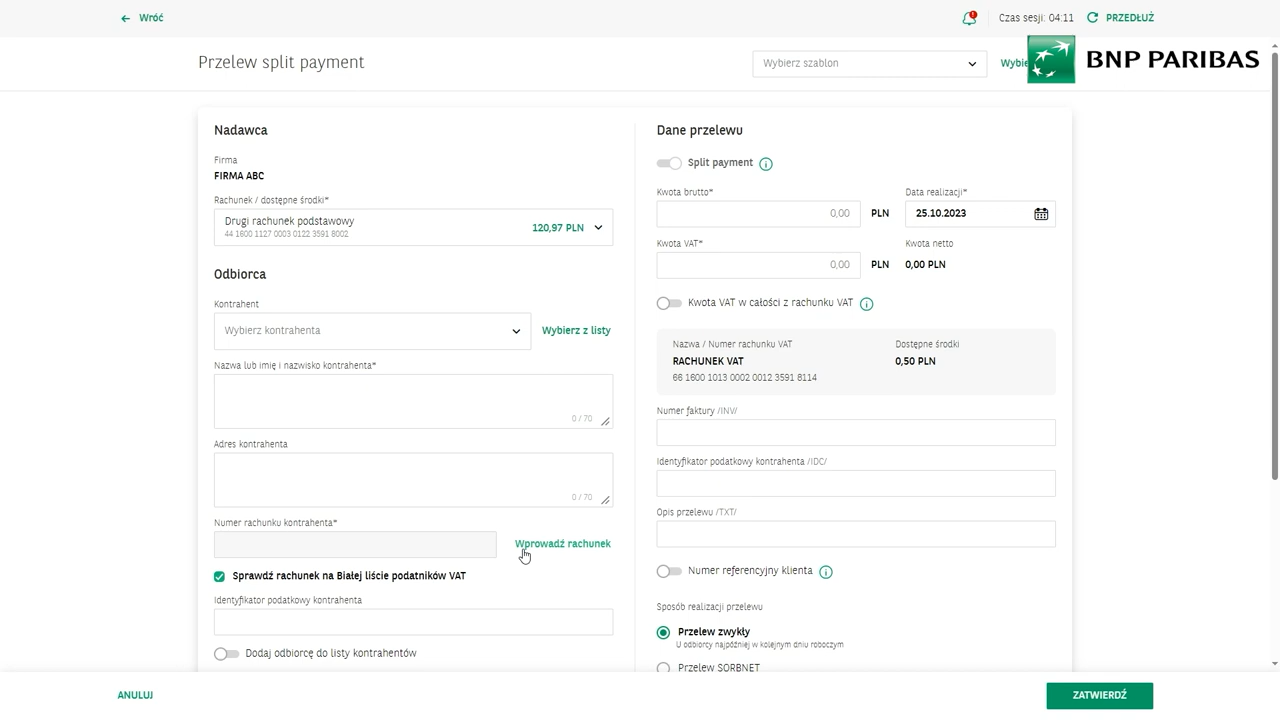 Wróć
Czas sesji: 04:11
PRZEDŁUŻ
Przelew split payment
Wybierz szablon
BNP PARIBAS
Nadawca
Firma
FIRMA ABC
Rachunek / dostępne środki*
Drugi rachunek podstawowy
44 1600 1127 0003 0122 3591 8002
120,97 PLN
Odbiorca
Kontrahent
Wybierz kontrahenta
Wybierz z listy
Nazwa lub imię i nazwisko kontrahenta*
0 / 70
Adres kontrahenta
0 / 70
Numer rachunku kontrahenta*
Wprowadź rachunek
Sprawdź rachunek na Białej liście podatników VAT
Identyfikator podatkowy kontrahenta
Dodaj odbiorcę do listy kontrahentów
Dane przelewu
Split payment
Kwota brutto*
0,00 PLN
Data realizacji*
25.10.2023
Kwota VAT*
0,00 PLN
Kwota netto
0,00 PLN
Kwota VAT w całości z rachunku VAT
Nazwa / Numer rachunku VAT
RACHUNEK VAT
66 1600 1013 0002 0012 3591 8114
Dostępne środki
0,50 PLN
Numer faktury /INV/
Identyfikator podatkowy kontrahenta /IDC/
Opis przelewu /TXT/
Numer referencyjny klienta
Sposób realizacji przelewu
Przelew zwykły
U odbiorcy najpóźniej w kolejnym dniu roboczym
Przelew SORBNET
ANULUJ
ZATWIERDŹ